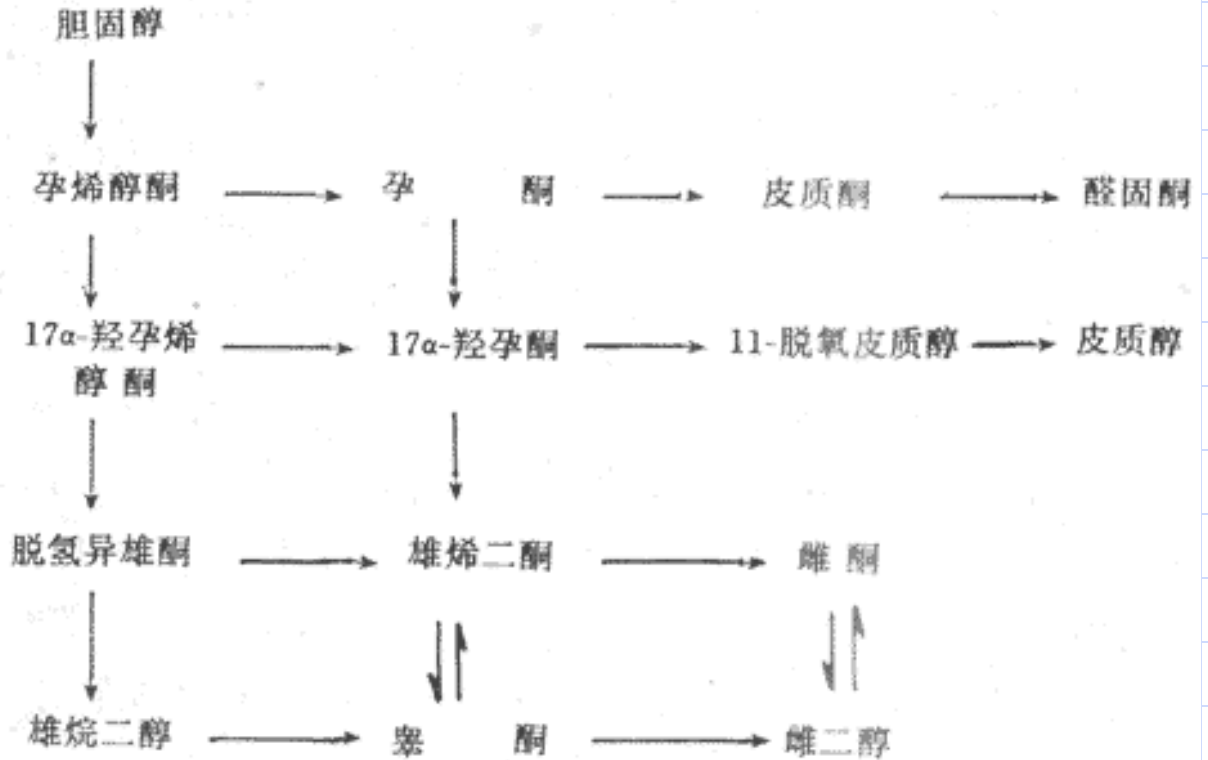 胆固醇
孕烯醇酮 孕 酮 皮质酮 醛固酮
17α-羟孕烯 17α-羟孕酮 11-脱氧皮质醇 皮质醇
醇 酮
脱氢异雄酮 雄烯二酮 雌 酮
雄烷二醇 睾 酮 雌二醇